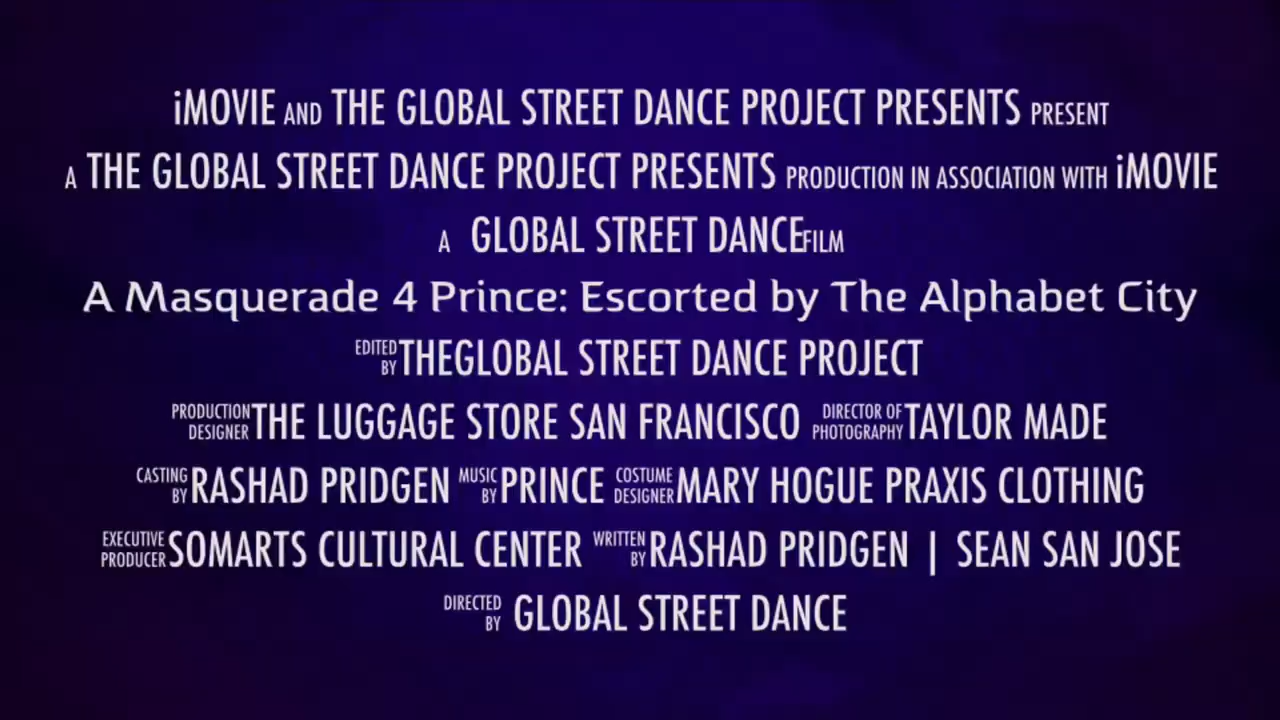 iMOVIE AND THE GLOBAL STREET DANCE PROJECT PRESENTS PRESENT
A THE GLOBAL STREET DANCE PROJECT PRESENTS PRODUCTION IN ASSOCIATION WITH iMOVIE
A GLOBAL STREET DANCE FILM
A Masquerade 4 Prince: Escorted by The Alphabet City
EDITED BY THEGLOBAL STREET DANCE PROJECT
PRODUCTION DESIGNER THE LUGGAGE STORE SAN FRANCISCO DIRECTOR OF PHOTOGRAPHY TAYLOR MADE
CASTING BY RASHAD PRIDGEN MUSIC BY PRINCE COSTUME DESIGNER MARY HOGUE PRAXIS CLOTHING
EXECUTIVE PRODUCER SOMARTS CULTURAL CENTER WRITTEN BY RASHAD PRIDGEN | SEAN SAN JOSE
DIRECTED BY GLOBAL STREET DANCE